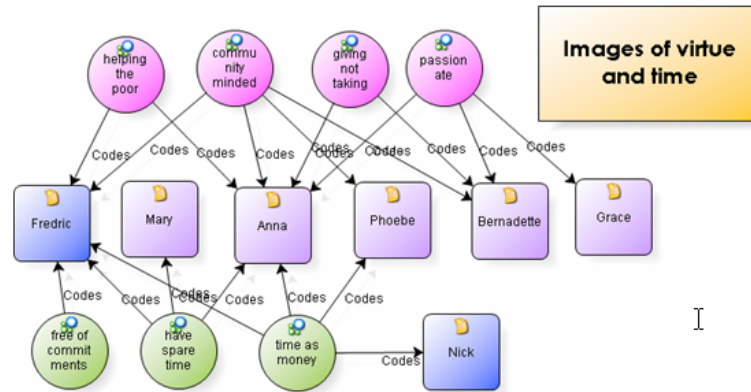 Images of virtue
and time
helping
the
poor
commu
nity
minded
giving
not
taking
passion
ate
Codes
Codes
Codes
Codes
Codes
Codes
Codes
Codes
Codes
Codes
Fredric
Mary
Anna
Phoebe
Bernadette
Grace
Codes
Codes
Codes
Codes
Codes
Codes
free of
commit
ments
have
spare
time
time as
money
Codes
Nick